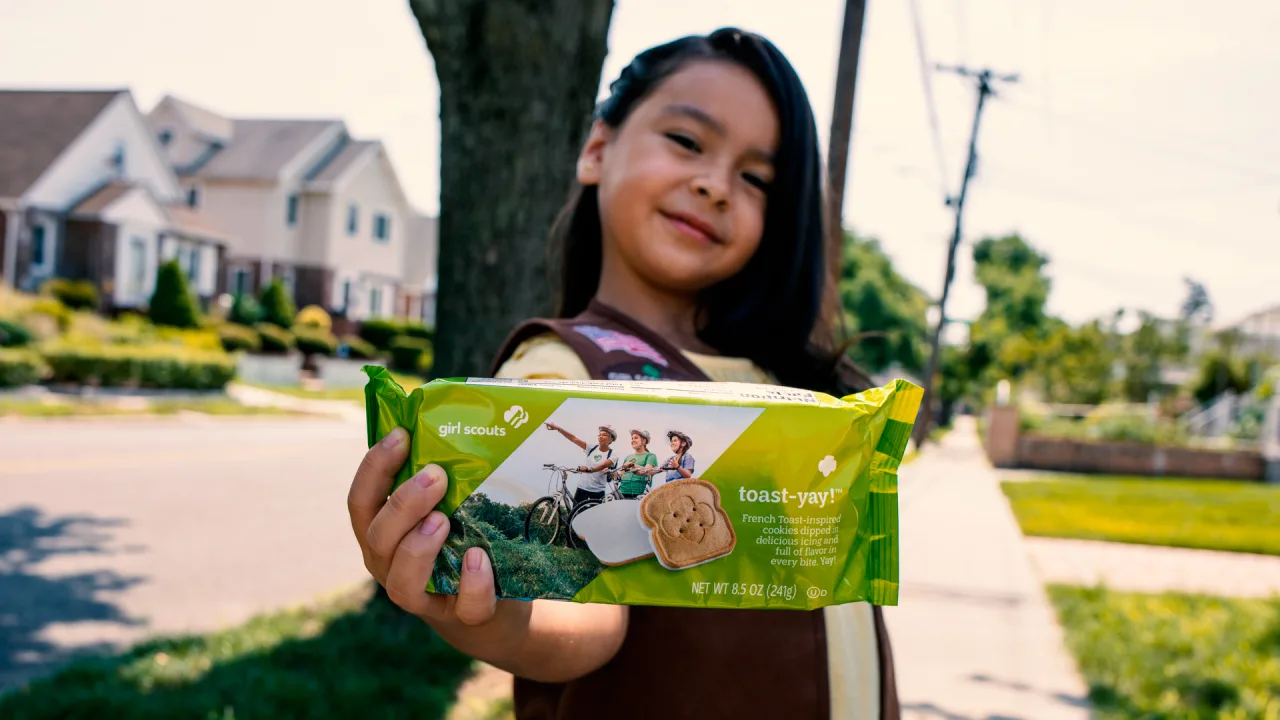 girl scouts
toast-yay!™
French Toast-inspired
cookies dipped in
delicious icing and
full of flavor in
every bite. Yay!
NET WT 8.5 OZ (241g) Ⓤ D